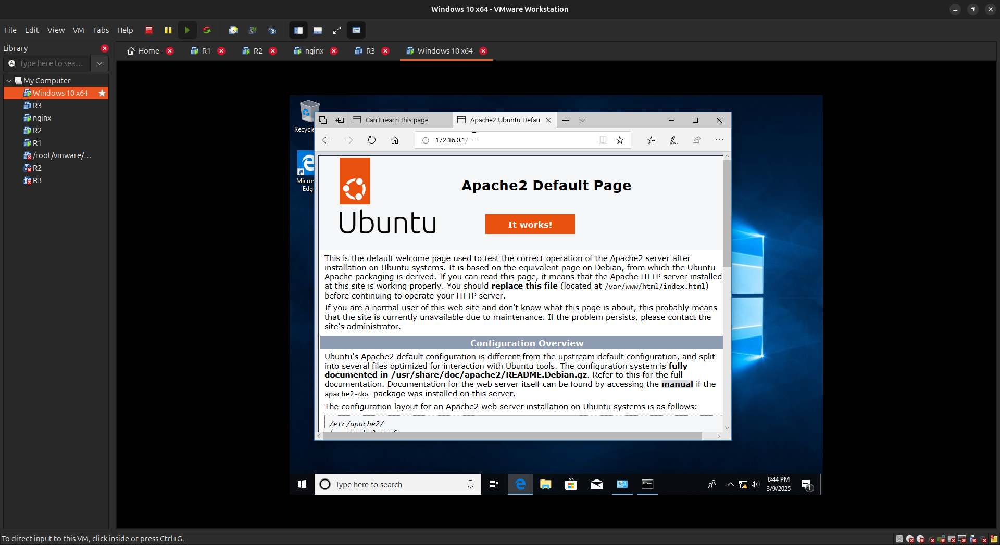 Windows 10 x64 - VMware Workstation
File Edit View VM Tabs Help
Library
Type here to sea...
My Computer
Windows 10 x64
R3
nginx
R2
R1
/root/vmware/...
R2
R3
Home R1 R2 nginx R3 Windows 10 x64
Can't reach this page
Apache2 Ubuntu Defau
172.16.0.1/
Apache2 Default Page
Ubuntu
It works!
This is the default welcome page used to test the correct operation of the Apache2 server after
installation on Ubuntu systems. It is based on the equivalent page on Debian, from which the Ubuntu
Apache packaging is derived. If you can read this page, it means that the Apache HTTP server installed
at this site is working properly. You should replace this file (located at /var/www/html/index.html)
before continuing to operate your HTTP server.
If you are a normal user of this web site and don't know what this page is about, this probably means
that the site is currently unavailable due to maintenance. If the problem persists, please contact the
site's administrator.
Configuration Overview
Ubuntu's Apache2 default configuration is different from the upstream default configuration, and split
into several files optimized for interaction with Ubuntu tools. The configuration system is fully
documented in /usr/share/doc/apache2/README.Debian.gz. Refer to this for the full
documentation. Documentation for the web server itself can be found by accessing the manual if the
apache2-doc package was installed on this server.
The configuration layout for an Apache2 web server installation on Ubuntu systems is as follows:
/etc/apache2/
Recycle
Micros
Edge
Type here to search
8:44 PM
3/9/2025
1
To direct input to this VM, click inside or press Ctrl+G.